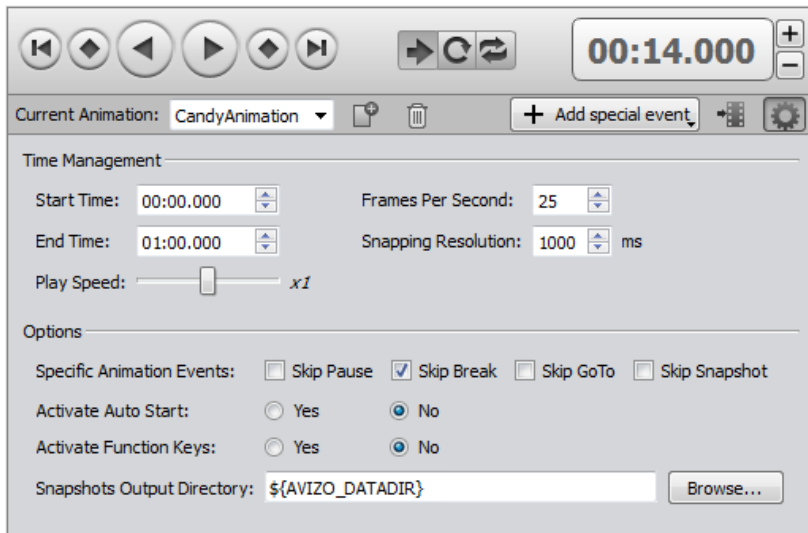 00:14.000
Current Animation: CandyAnimation Add special event
Time Management
Start Time: 00:00.000 Frames Per Second: 25
End Time: 01:00.000 Snapping Resolution: 1000 ms
Play Speed: x1
Options
Specific Animation Events: Skip Pause Skip Break Skip GoTo Skip Snapshot
Activate Auto Start: Yes No
Activate Function Keys: Yes No
Snapshots Output Directory: ${AVIZO_DATADIR} Browse...